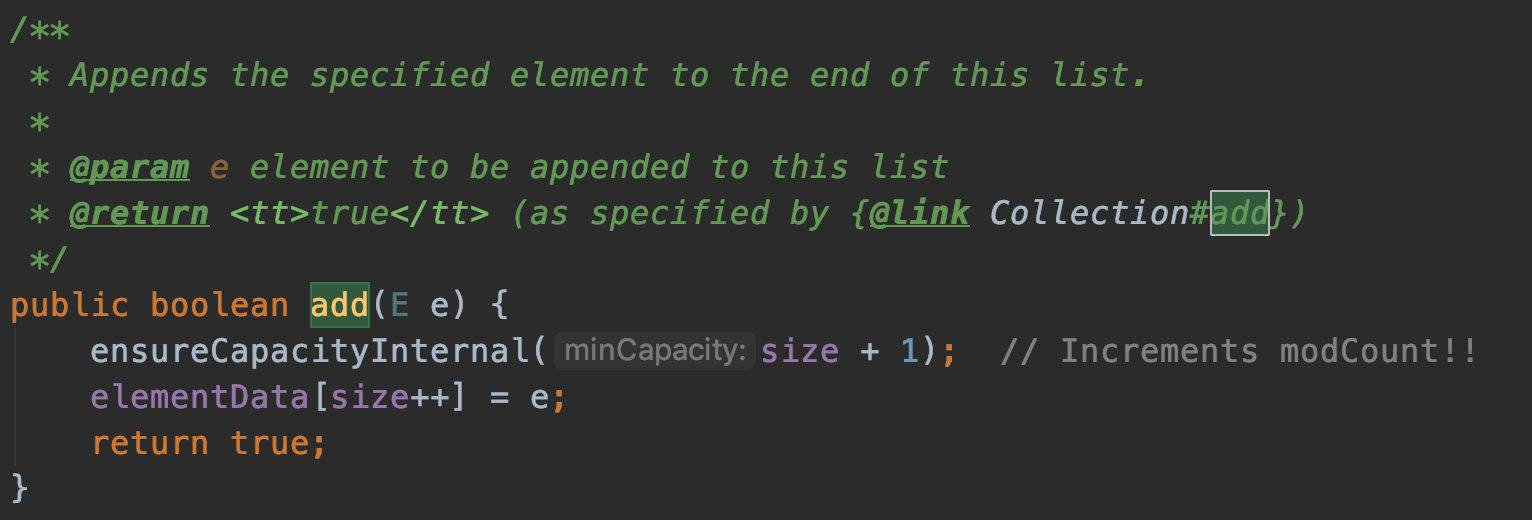 /**
 * Appends the specified element to the end of this list.
 *
 * @param e element to be appended to this list
 * @return <tt>true</tt> (as specified by {@link Collection#add})
 */
public boolean add(E e) {
    ensureCapacityInternal( minCapacity: size + 1);  // Increments modCount!!
    elementData[size++] = e;
    return true;
}